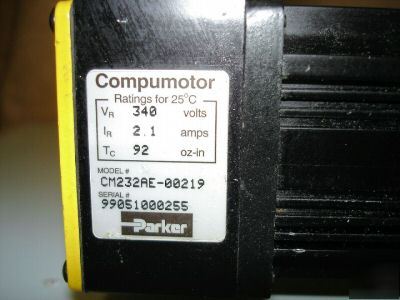 Compumotor
Ratings for 25°C
VR 340 volts
IR 2.1 amps
TC 92 oz-in
MODEL #
CM232AE-00219
SERIAL #
99051000255
Parker